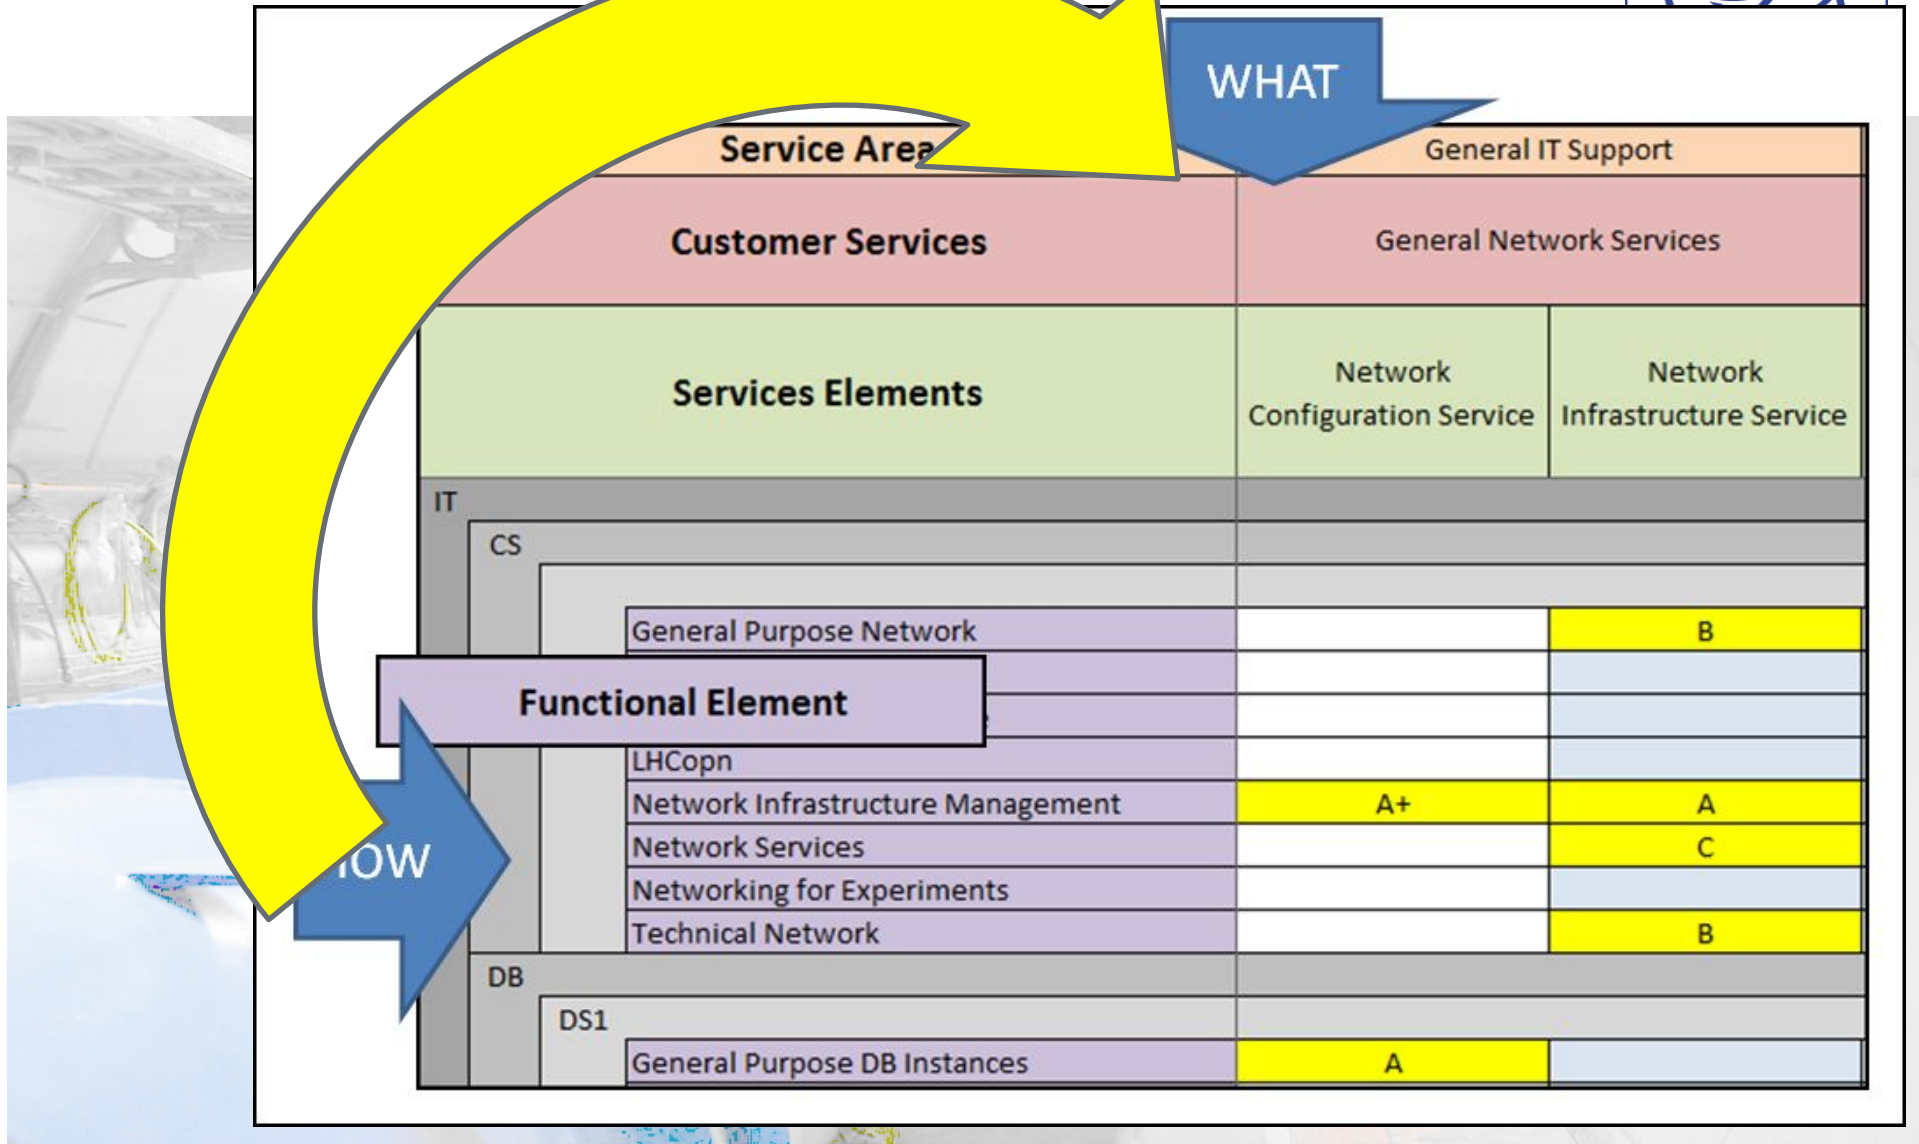 WHAT
Service Area
General IT Support
Customer Services
General Network Services
Services Elements
Network
Configuration Service
Network
Infrastructure Service
IT
CS
General Purpose Network
B
Functional Element
LHCopn
Network Infrastructure Management
A+
A
Network Services
C
Networking for Experiments
Technical Network
B
DB
DS1
General Purpose DB Instances
A